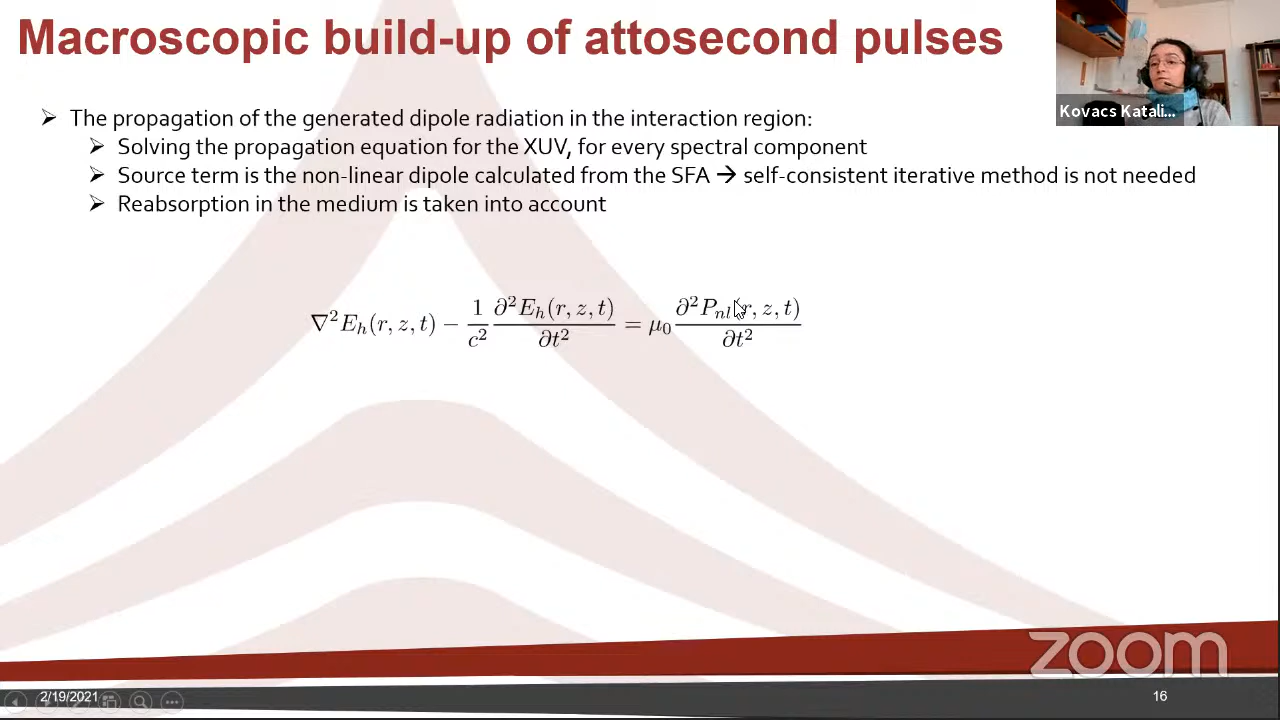 Macroscopic build-up of attosecond pulses
Kovacs Katali...
➢ The propagation of the generated dipole radiation in the interaction region:
➢ Solving the propagation equation for the XUV, for every spectral component
➢ Source term is the non-linear dipole calculated from the SFA → self-consistent iterative method is not needed
➢ Reabsorption in the medium is taken into account
∇²E_h(r, z, t) − 1/c² ∂²E_h(r, z, t)/∂t² = μ₀ ∂²P_nl(r, z, t)/∂t²
zoom
2/19/2021
16